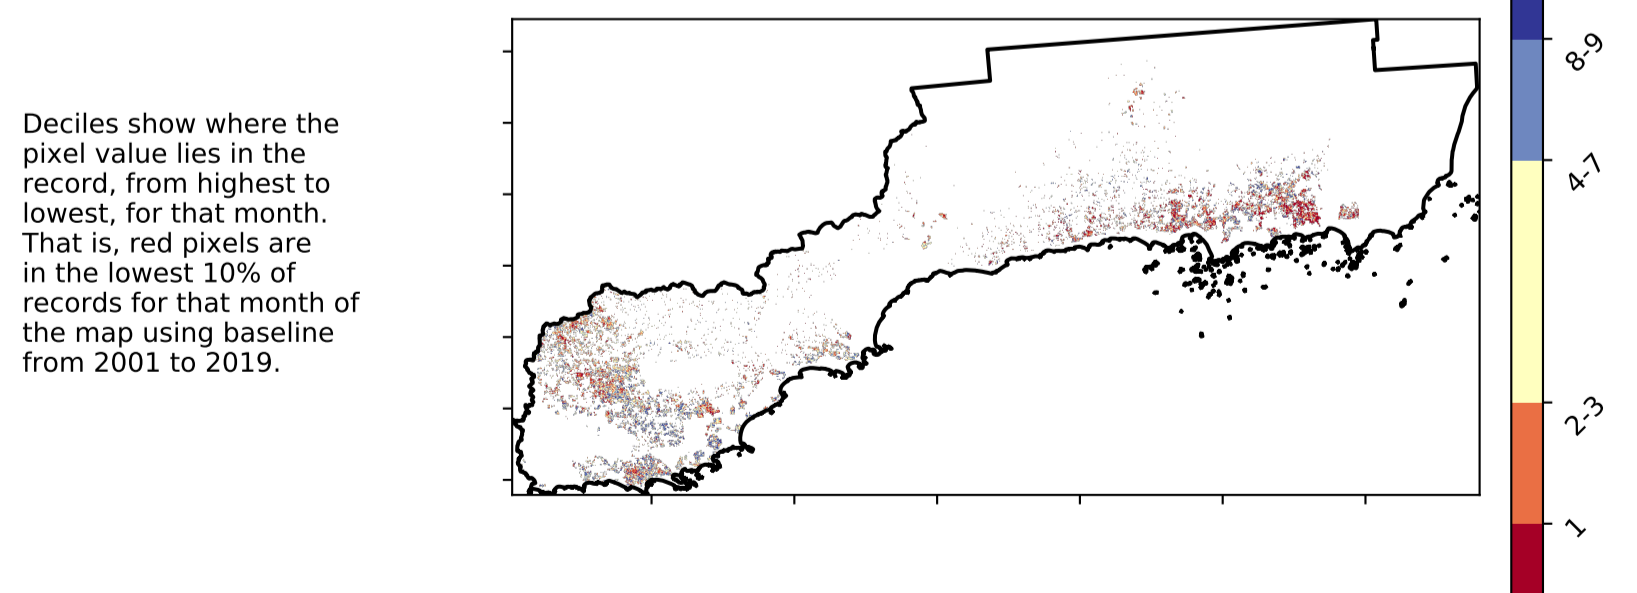 Deciles show where the
pixel value lies in the
record, from highest to
lowest, for that month.
That is, red pixels are
in the lowest 10% of
records for that month of
the map using baseline
from 2001 to 2019.
8-9
4-7
2-3
1